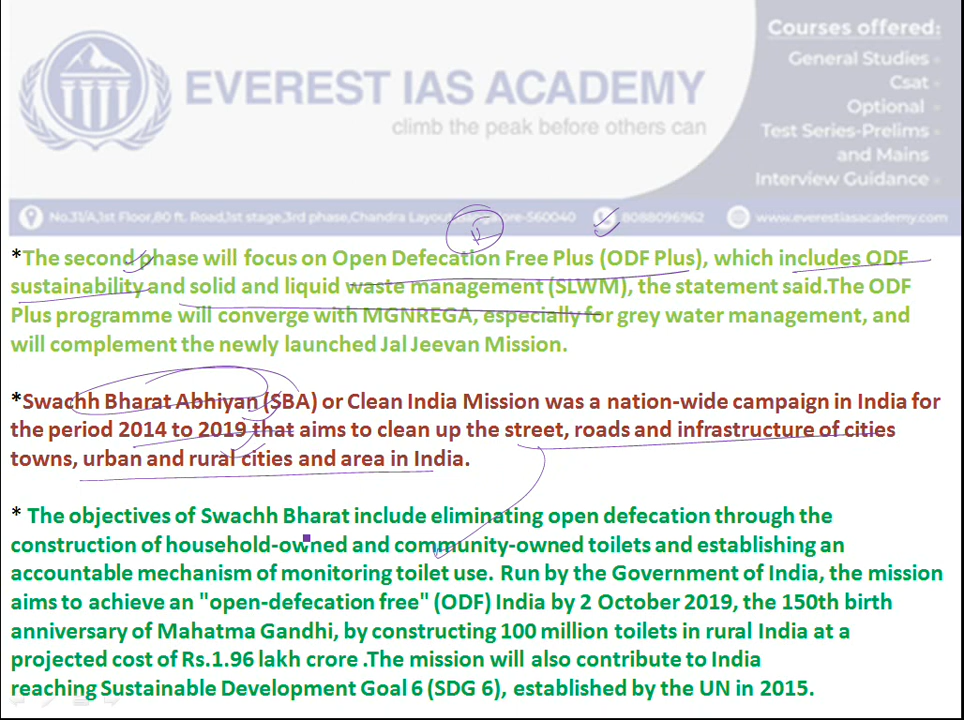 Courses offered:
General Studies -
Csat -
Optional -
Test Series-Prelims -
and Mains
Interview Guidance -
EVEREST IAS ACADEMY
climb the peak before others can
No.31/A,1st Floor,80 ft. Road,1st stage,3rd phase,Chandra Layout, -560040 8088096962 www.everestiasacademy.com
*The second phase will focus on Open Defecation Free Plus (ODF Plus), which includes ODF
sustainability and solid and liquid waste management (SLWM), the statement said.The ODF
Plus programme will converge with MGNREGA, especially for grey water management, and
will complement the newly launched Jal Jeevan Mission.
*Swachh Bharat Abhiyan (SBA) or Clean India Mission was a nation-wide campaign in India for
the period 2014 to 2019 that aims to clean up the street, roads and infrastructure of cities
towns, urban and rural cities and area in India.
* The objectives of Swachh Bharat include eliminating open defecation through the
construction of household-owned and community-owned toilets and establishing an
accountable mechanism of monitoring toilet use. Run by the Government of India, the mission
aims to achieve an "open-defecation free" (ODF) India by 2 October 2019, the 150th birth
anniversary of Mahatma Gandhi, by constructing 100 million toilets in rural India at a
projected cost of Rs.1.96 lakh crore .The mission will also contribute to India
reaching Sustainable Development Goal 6 (SDG 6), established by the UN in 2015.